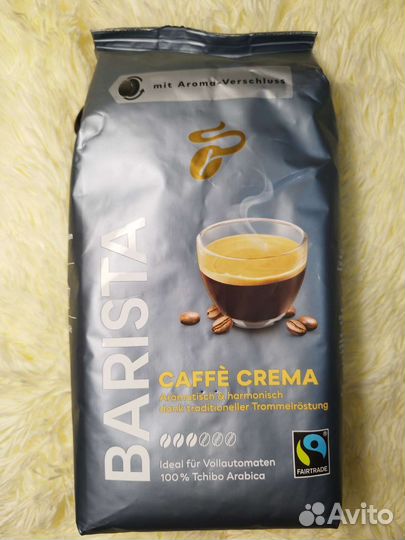 mit Aroma-Verschluss
BARISTA
CAFFÈ CREMA
Aromatisch & harmonisch
dank traditioneller Trommelröstung
Ideal für Vollautomaten
100% Tchibo Arabica
FAIRTRADE
Avito